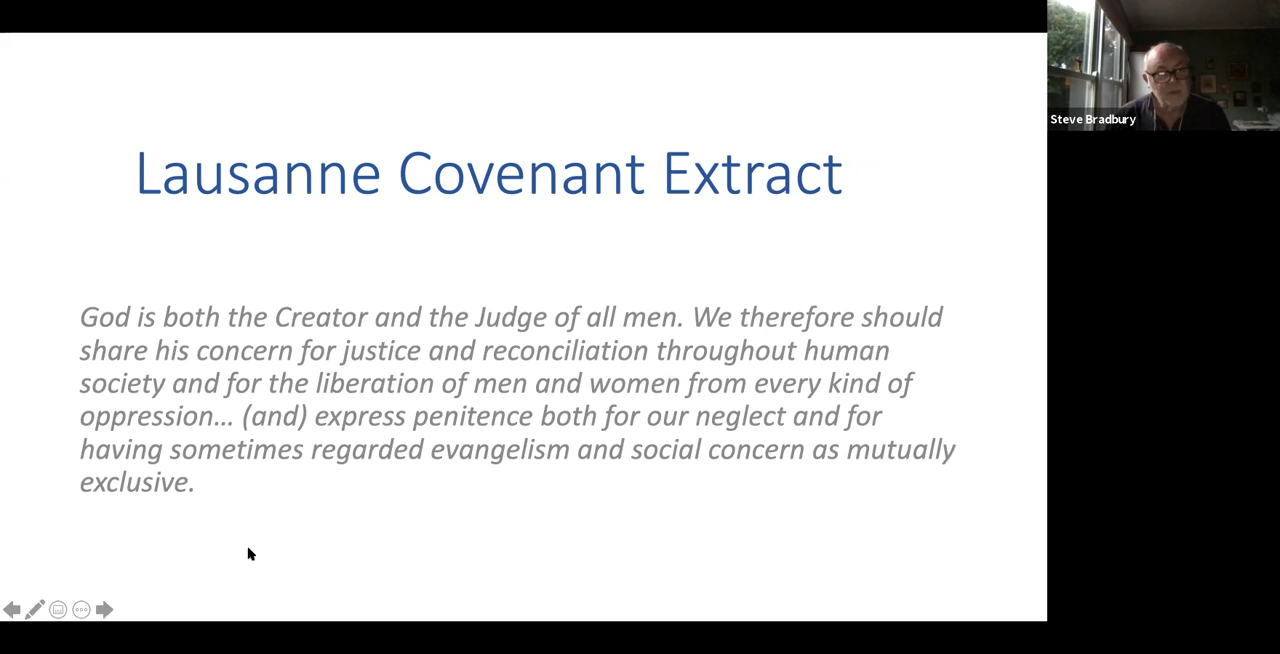 Lausanne Covenant Extract
God is both the Creator and the Judge of all men. We therefore should
share his concern for justice and reconciliation throughout human
society and for the liberation of men and women from every kind of
oppression... (and) express penitence both for our neglect and for
having sometimes regarded evangelism and social concern as mutually
exclusive.
Steve Bradbury